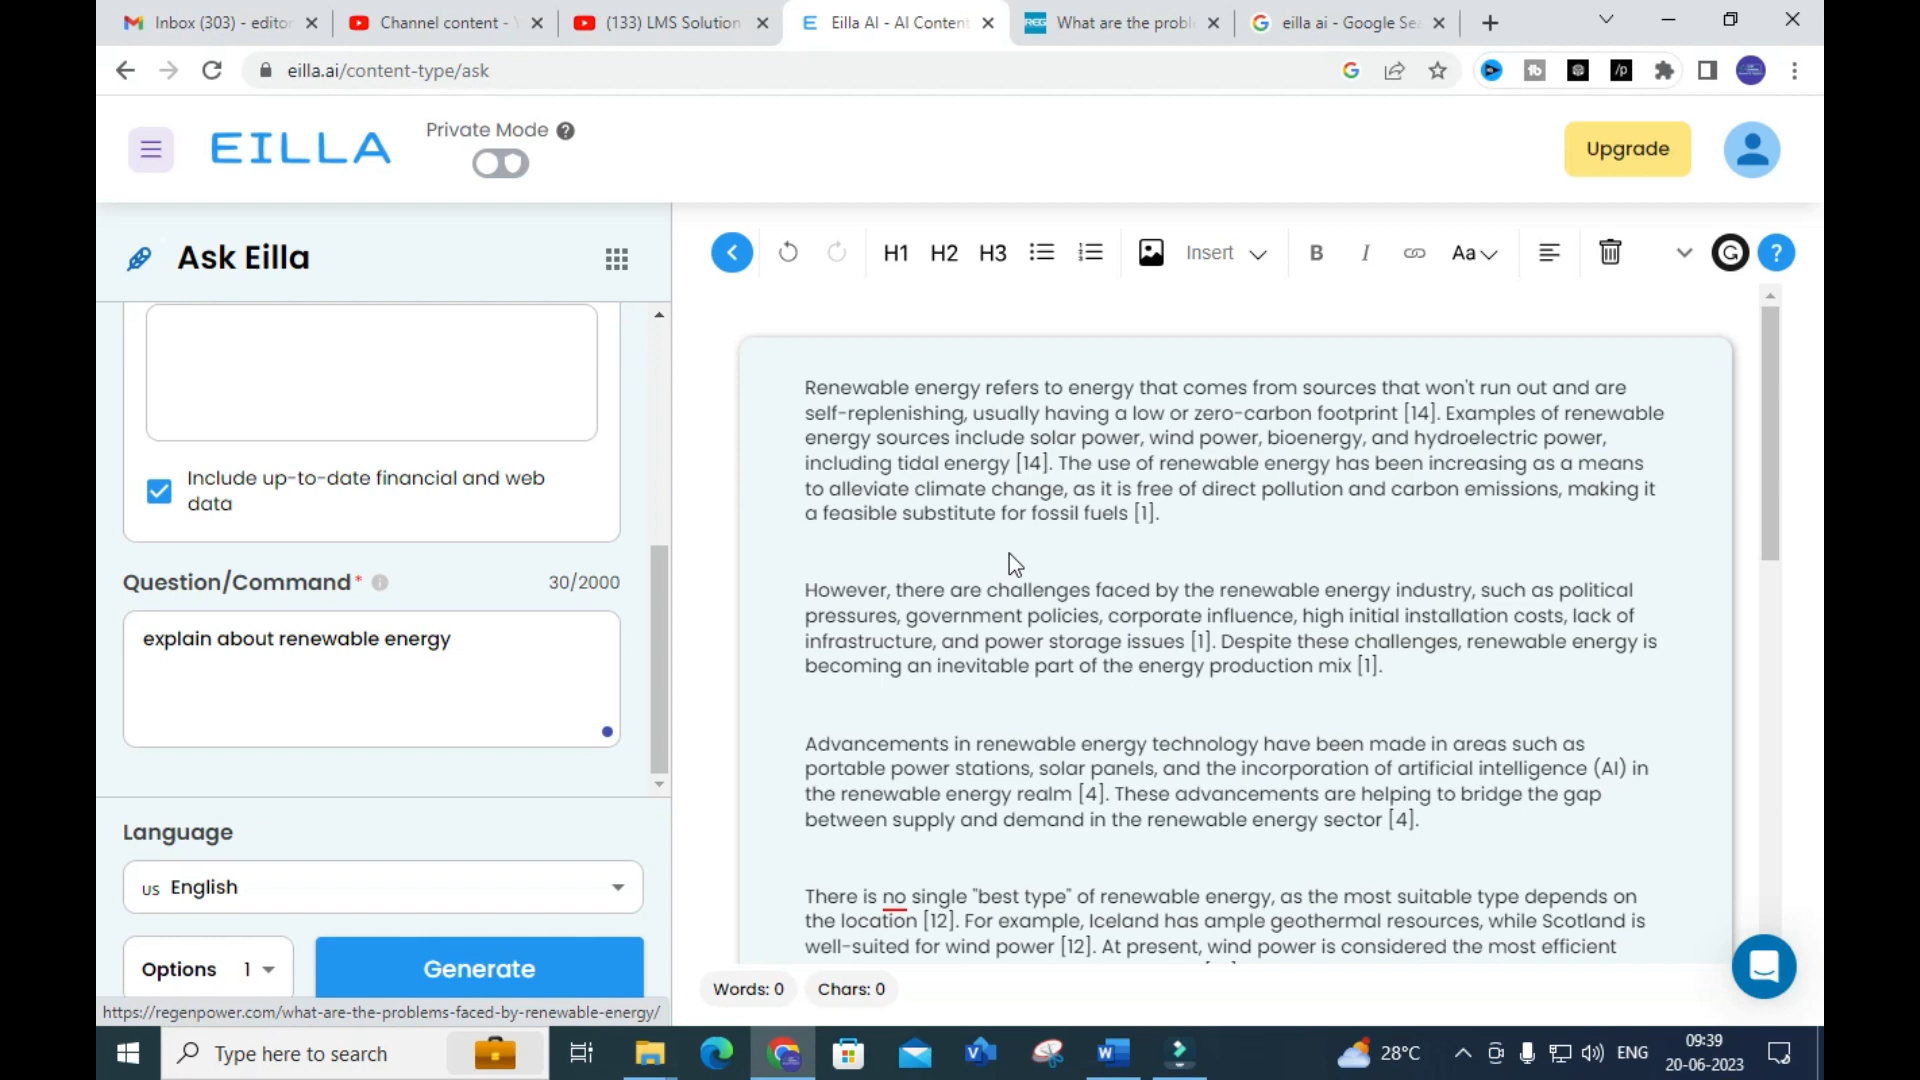 Inbox (303) - editor
Channel content -
(133) LMS Solution
Eilla AI - AI Content
REG
What are the probl
eilla ai - Google Se
eilla.ai/content-type/ask
EILLA
Private Mode
Upgrade
Ask Eilla
H1 H2 H3
Insert
B I
Aa
Include up-to-date financial and web
data
Question/Command*
30/2000
explain about renewable energy
Language
US English
Options 1
Generate
https://regenpower.com/what-are-the-problems-faced-by-renewable-energy/
Renewable energy refers to energy that comes from sources that won't run out and are
self-replenishing, usually having a low or zero-carbon footprint [14]. Examples of renewable
energy sources include solar power, wind power, bioenergy, and hydroelectric power,
including tidal energy [14]. The use of renewable energy has been increasing as a means
to alleviate climate change, as it is free of direct pollution and carbon emissions, making it
a feasible substitute for fossil fuels [1].
However, there are challenges faced by the renewable energy industry, such as political
pressures, government policies, corporate influence, high initial installation costs, lack of
infrastructure, and power storage issues [1]. Despite these challenges, renewable energy is
becoming an inevitable part of the energy production mix [1].
Advancements in renewable energy technology have been made in areas such as
portable power stations, solar panels, and the incorporation of artificial intelligence (AI) in
the renewable energy realm [4]. These advancements are helping to bridge the gap
between supply and demand in the renewable energy sector [4].
There is no single "best type" of renewable energy, as the most suitable type depends on
the location [12]. For example, Iceland has ample geothermal resources, while Scotland is
well-suited for wind power [12]. At present, wind power is considered the most efficient
Words: 0
Chars: 0
Type here to search
28°C
ENG
09:39
20-06-2023